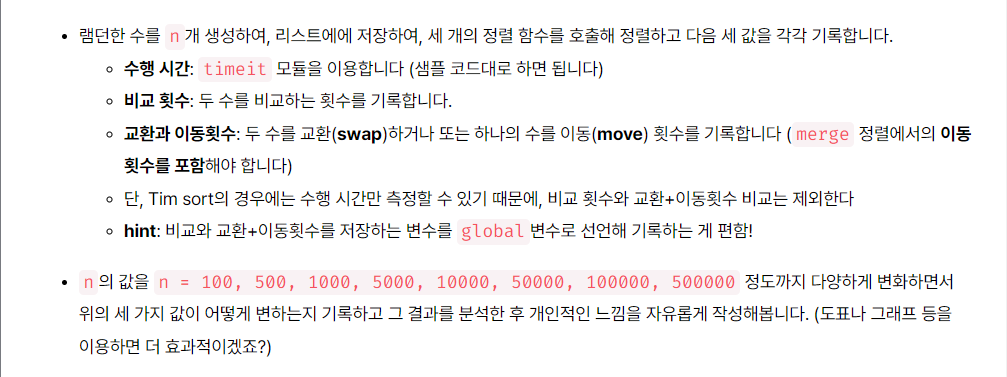 램던한 수를 n개 생성하여, 리스트에에 저장하여, 세 개의 정렬 함수를 호출해 정렬하고 다음 세 값을 각각 기록합니다.
수행 시간: timeit 모듈을 이용합니다 (샘플 코드대로 하면 됩니다)
비교 횟수: 두 수를 비교하는 횟수를 기록합니다.
교환과 이동횟수: 두 수를 교환(swap)하거나 또는 하나의 수를 이동(move) 횟수를 기록합니다 ( merge 정렬에서의 이동
횟수를 포함해야 합니다)
단, Tim sort의 경우에는 수행 시간만 측정할 수 있기 때문에, 비교 횟수와 교환+이동횟수 비교는 제외한다
hint: 비교와 교환+이동횟수를 저장하는 변수를 global변수로 선언해 기록하는 게 편함!
n의 값을 n = 100, 500, 1000, 5000, 10000, 50000, 100000, 500000 정도까지 다양하게 변화하면서
위의 세 가지 값이 어떻게 변하는지 기록하고 그 결과를 분석한 후 개인적인 느낌을 자유롭게 작성해봅니다. (도표나 그래프 등을
이용하면 더 효과적이겠죠?)